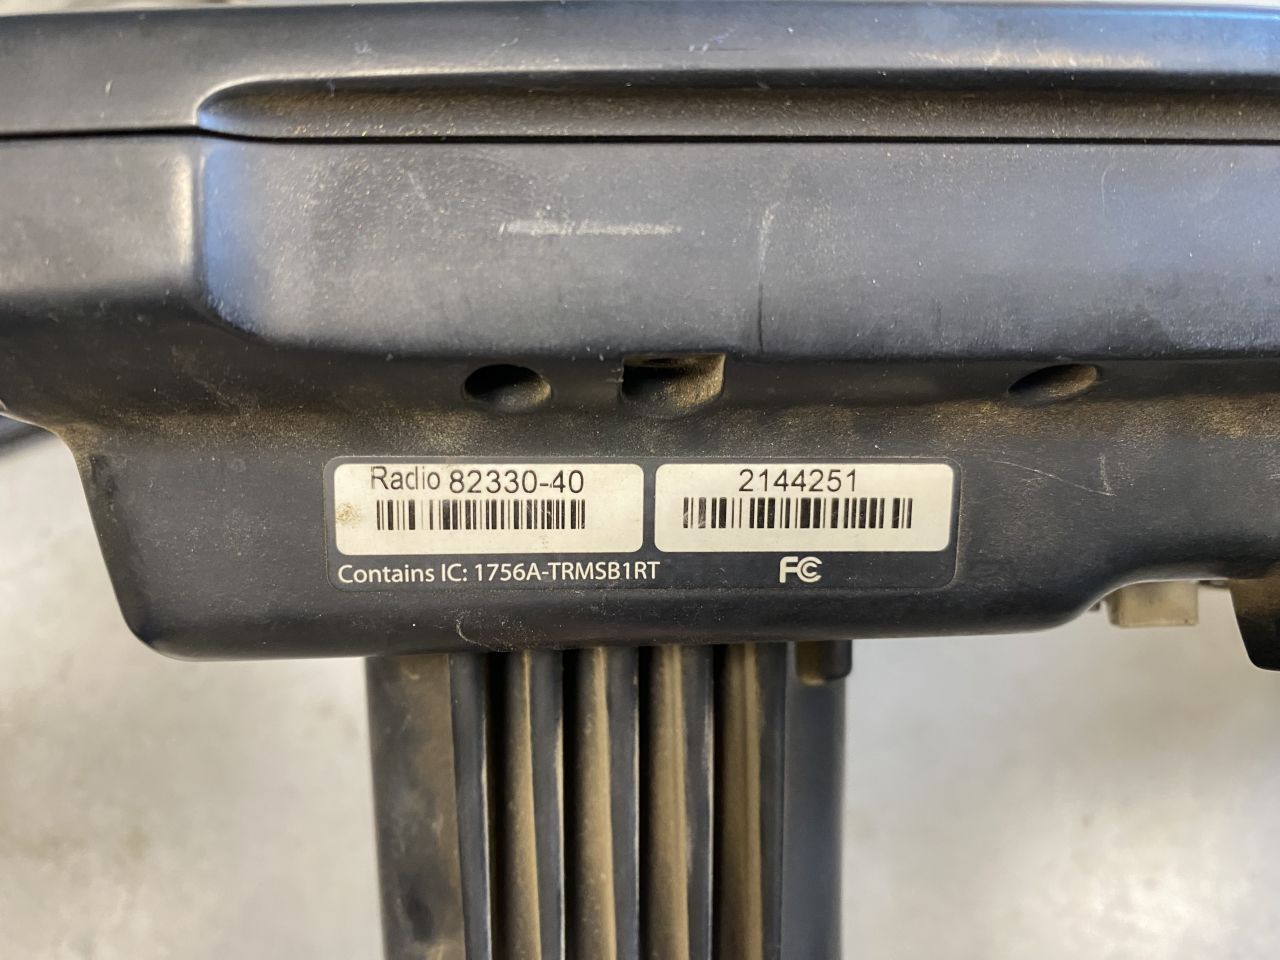 Radio 82330-40
2144251
Contains IC: 1756A-TRMSB1RT
FC